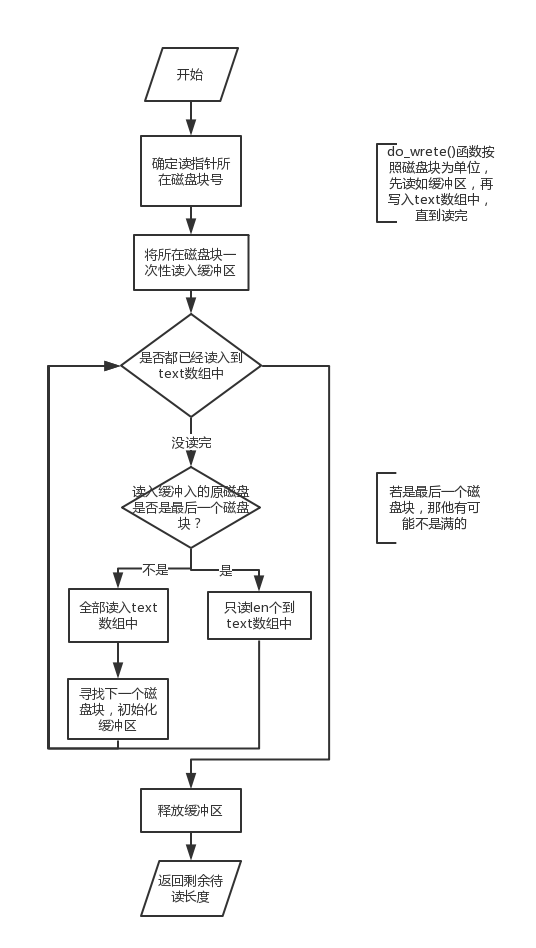 开始
确定读指针所
在磁盘块号
do_wrete()函数按
照磁盘块为单位，
先读如缓冲区，再
写入text数组中，
直到读完
将所在磁盘块一
次性读入缓冲区
是否都已经读入到
text数组中
没读完
读入缓冲入的原磁盘
是否是最后一个磁盘
块？
若是最后一个磁
盘块，那他有可
能不是满的
不是
是
全部读入text
数组中
只读len个到
text数组中
寻找下一个磁
盘块，初始化
缓冲区
释放缓冲区
返回剩余待
读长度